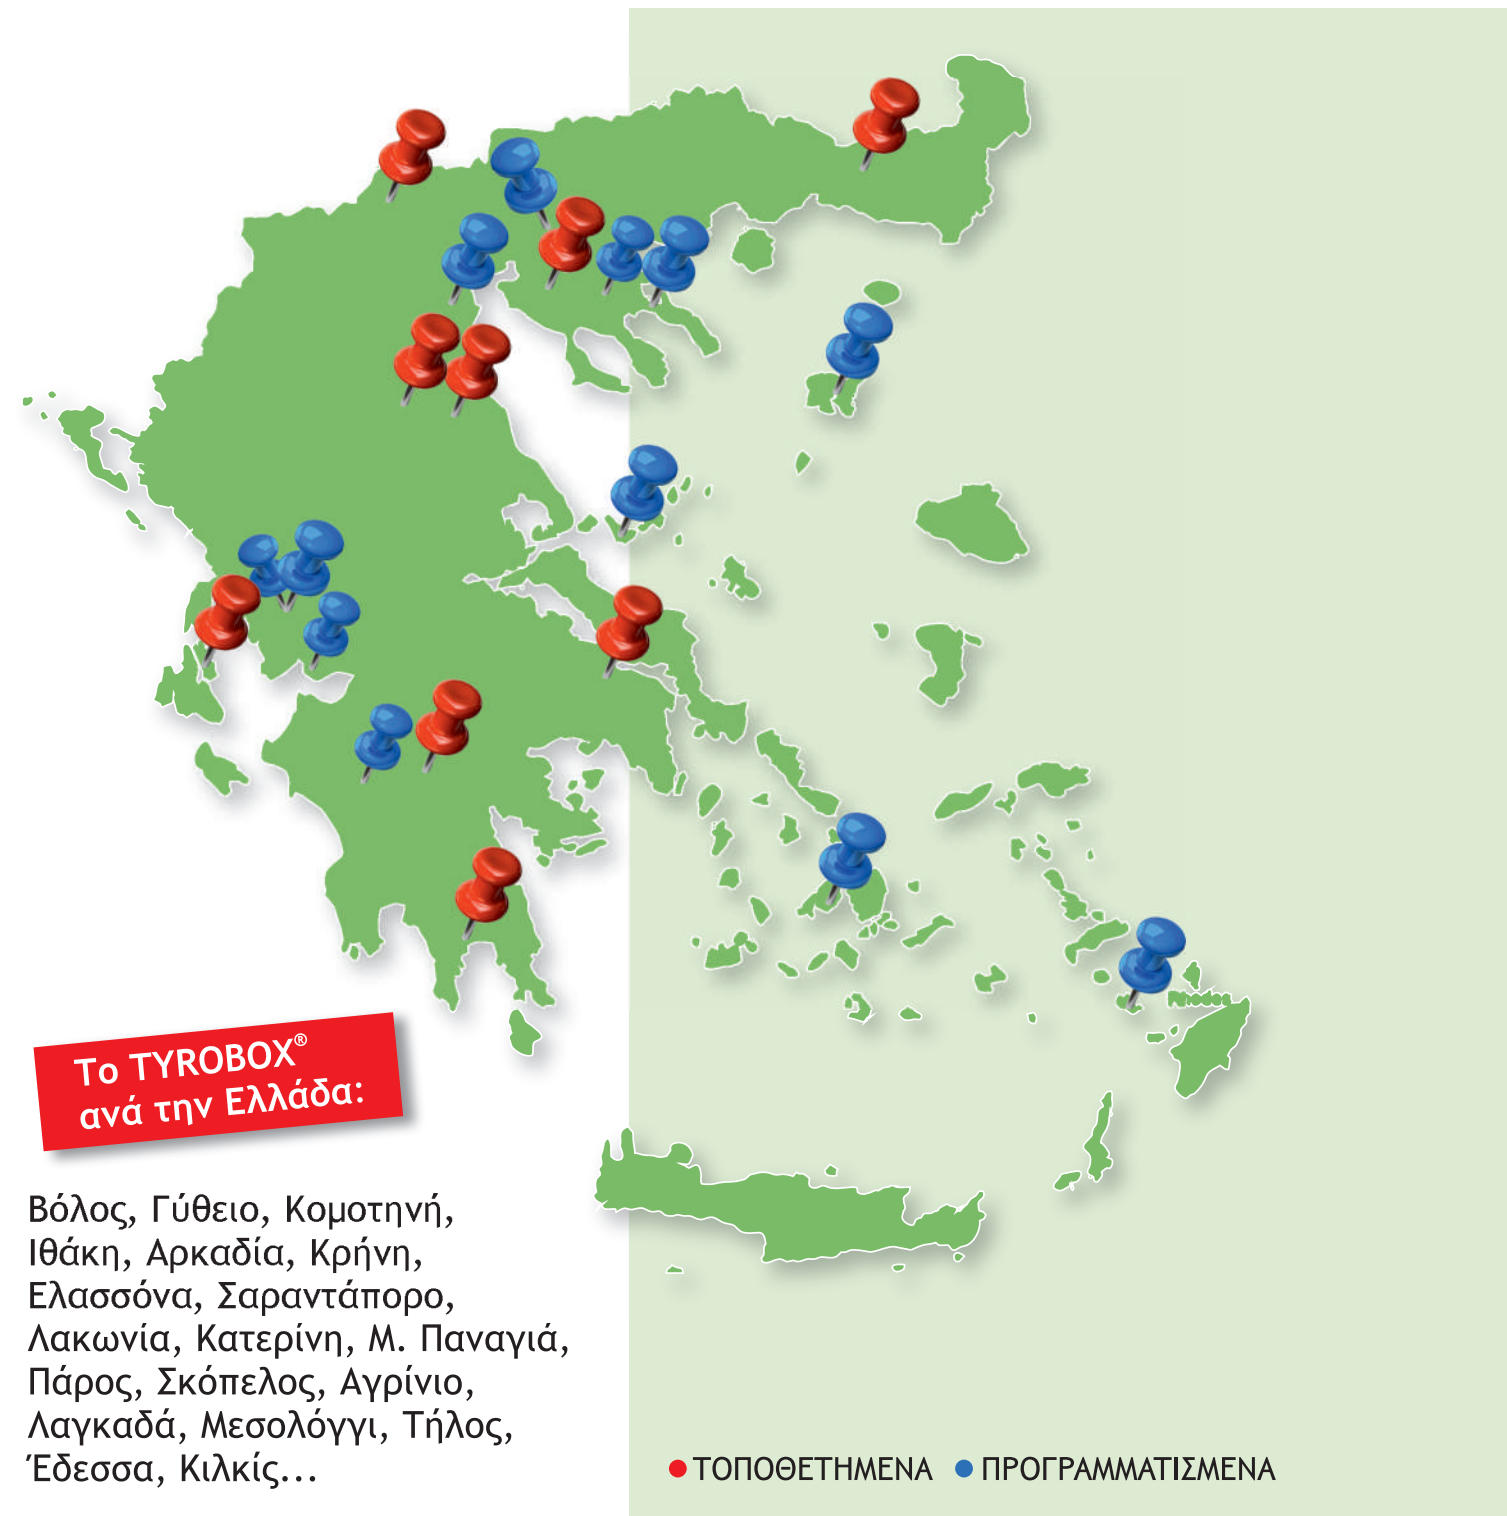 Rhodes
Το TYROBOX®
ανά την Ελλάδα:
Βόλος, Γύθειο, Κομοτηνή,
Ιθάκη, Αρκαδία, Κρήνη,
Ελασσόνα, Σαραντάπορο,
Λακωνία, Κατερίνη, Μ. Παναγιά,
Πάρος, Σκόπελος, Αγρίνιο,
Λαγκαδά, Μεσολόγγι, Τήλος,
Έδεσσα, Κιλκίς...
ΤΟΠΟΘΕΤΗΜΕΝΑ ΠΡΟΓΡΑΜΜΑΤΙΣΜΕΝΑ